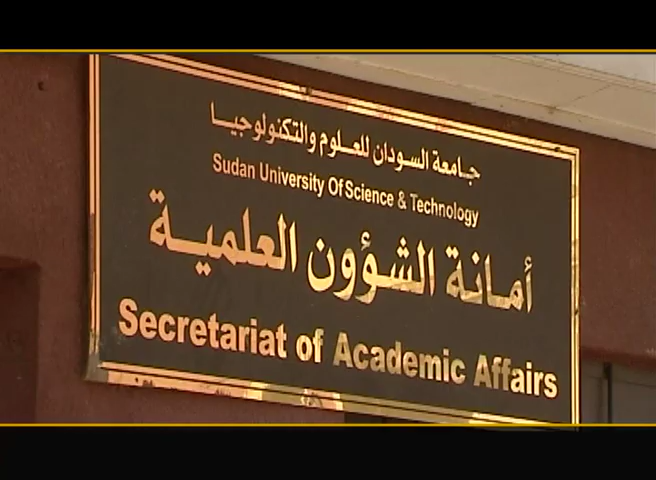 جامعة السودان للعلوم والتكنولوجيا
Sudan University Of Science & Technology
أمانة الشؤون العلمية
Secretariat of Academic Affairs